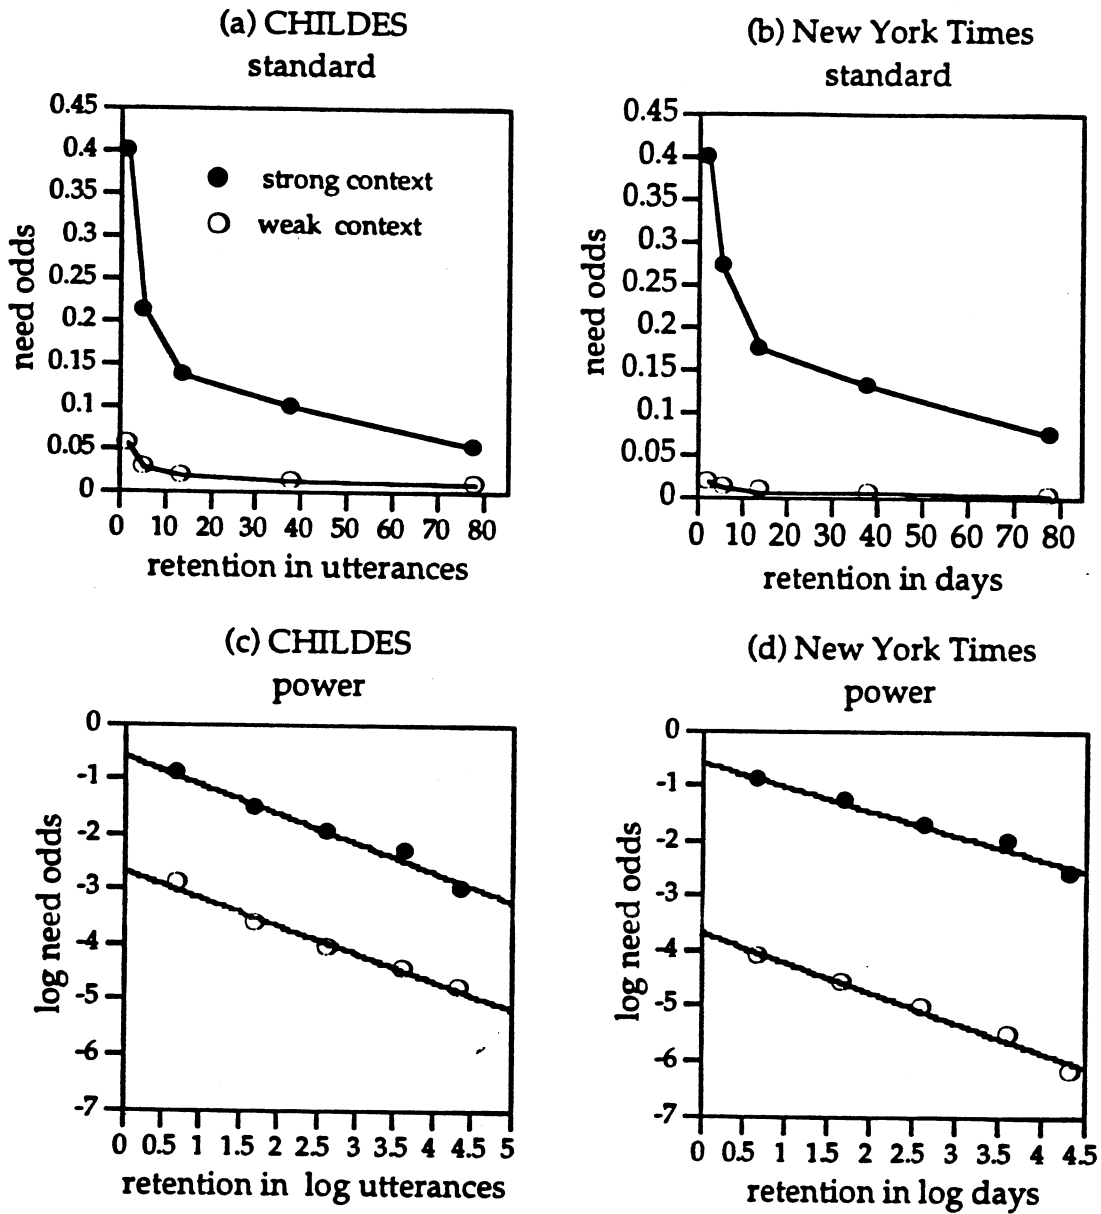 (a) CHILDES
standard
0.45
0.4
0.35
0.3
0.25
0.2
0.15
0.1
0.05
0
need odds
strong context
weak context
0 10 20 30 40 50 60 70 80
retention in utterances
(b) New York Times
standard
0.45
0.4
0.35
0.3
0.25
0.2
0.15
0.1
0.05
0
need odds
0 10 20 30 40 50 60 70 80
retention in days
(c) CHILDES
power
0
-1
-2
-3
-4
-5
-6
-7
log need odds
0 0.5 1 1.5 2 2.5 3 3.5 4 4.5 5
retention in log utterances
(d) New York Times
power
0
-1
-2
-3
-4
-5
-6
-7
log need odds
0 0.5 1 1.5 2 2.5 3 3.5 4 4.5
retention in log days